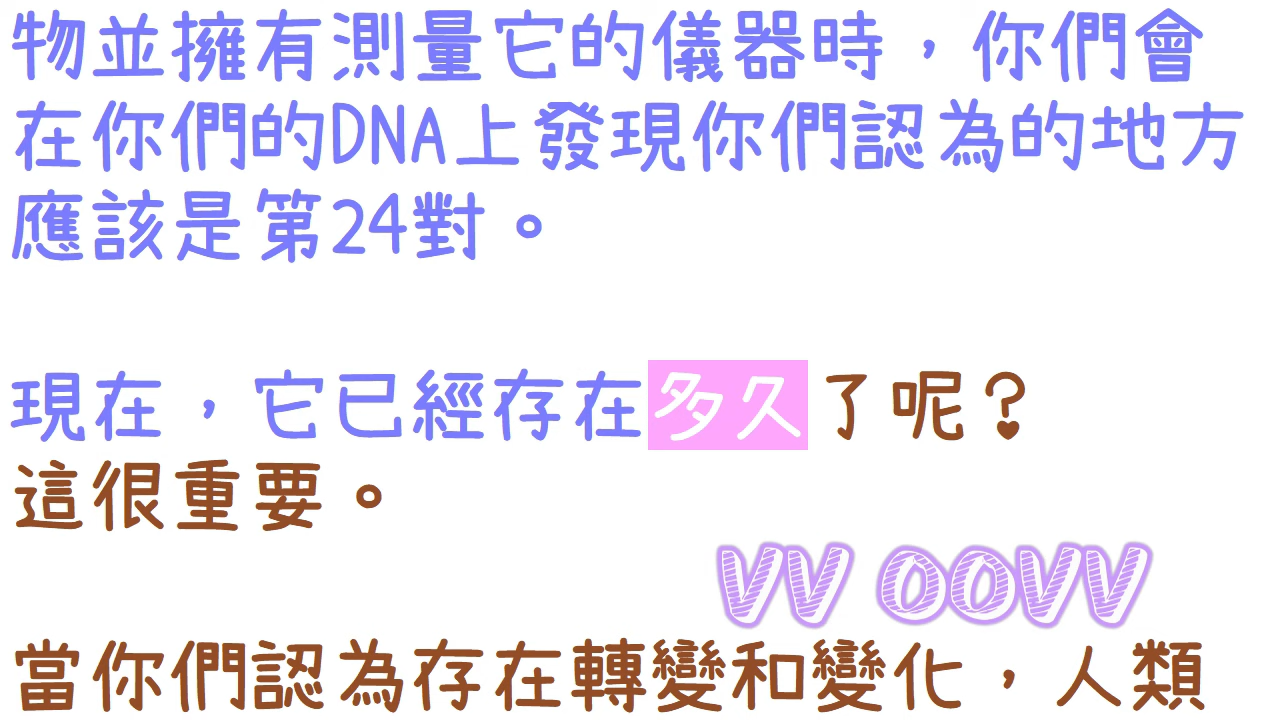 物並擁有測量它的儀器時，你們會
在你們的DNA上發現你們認為的地方
應該是第24對。
現在，它已經存在多久了呢？
這很重要。
VV OOVV
當你們認為存在轉變和變化，人類